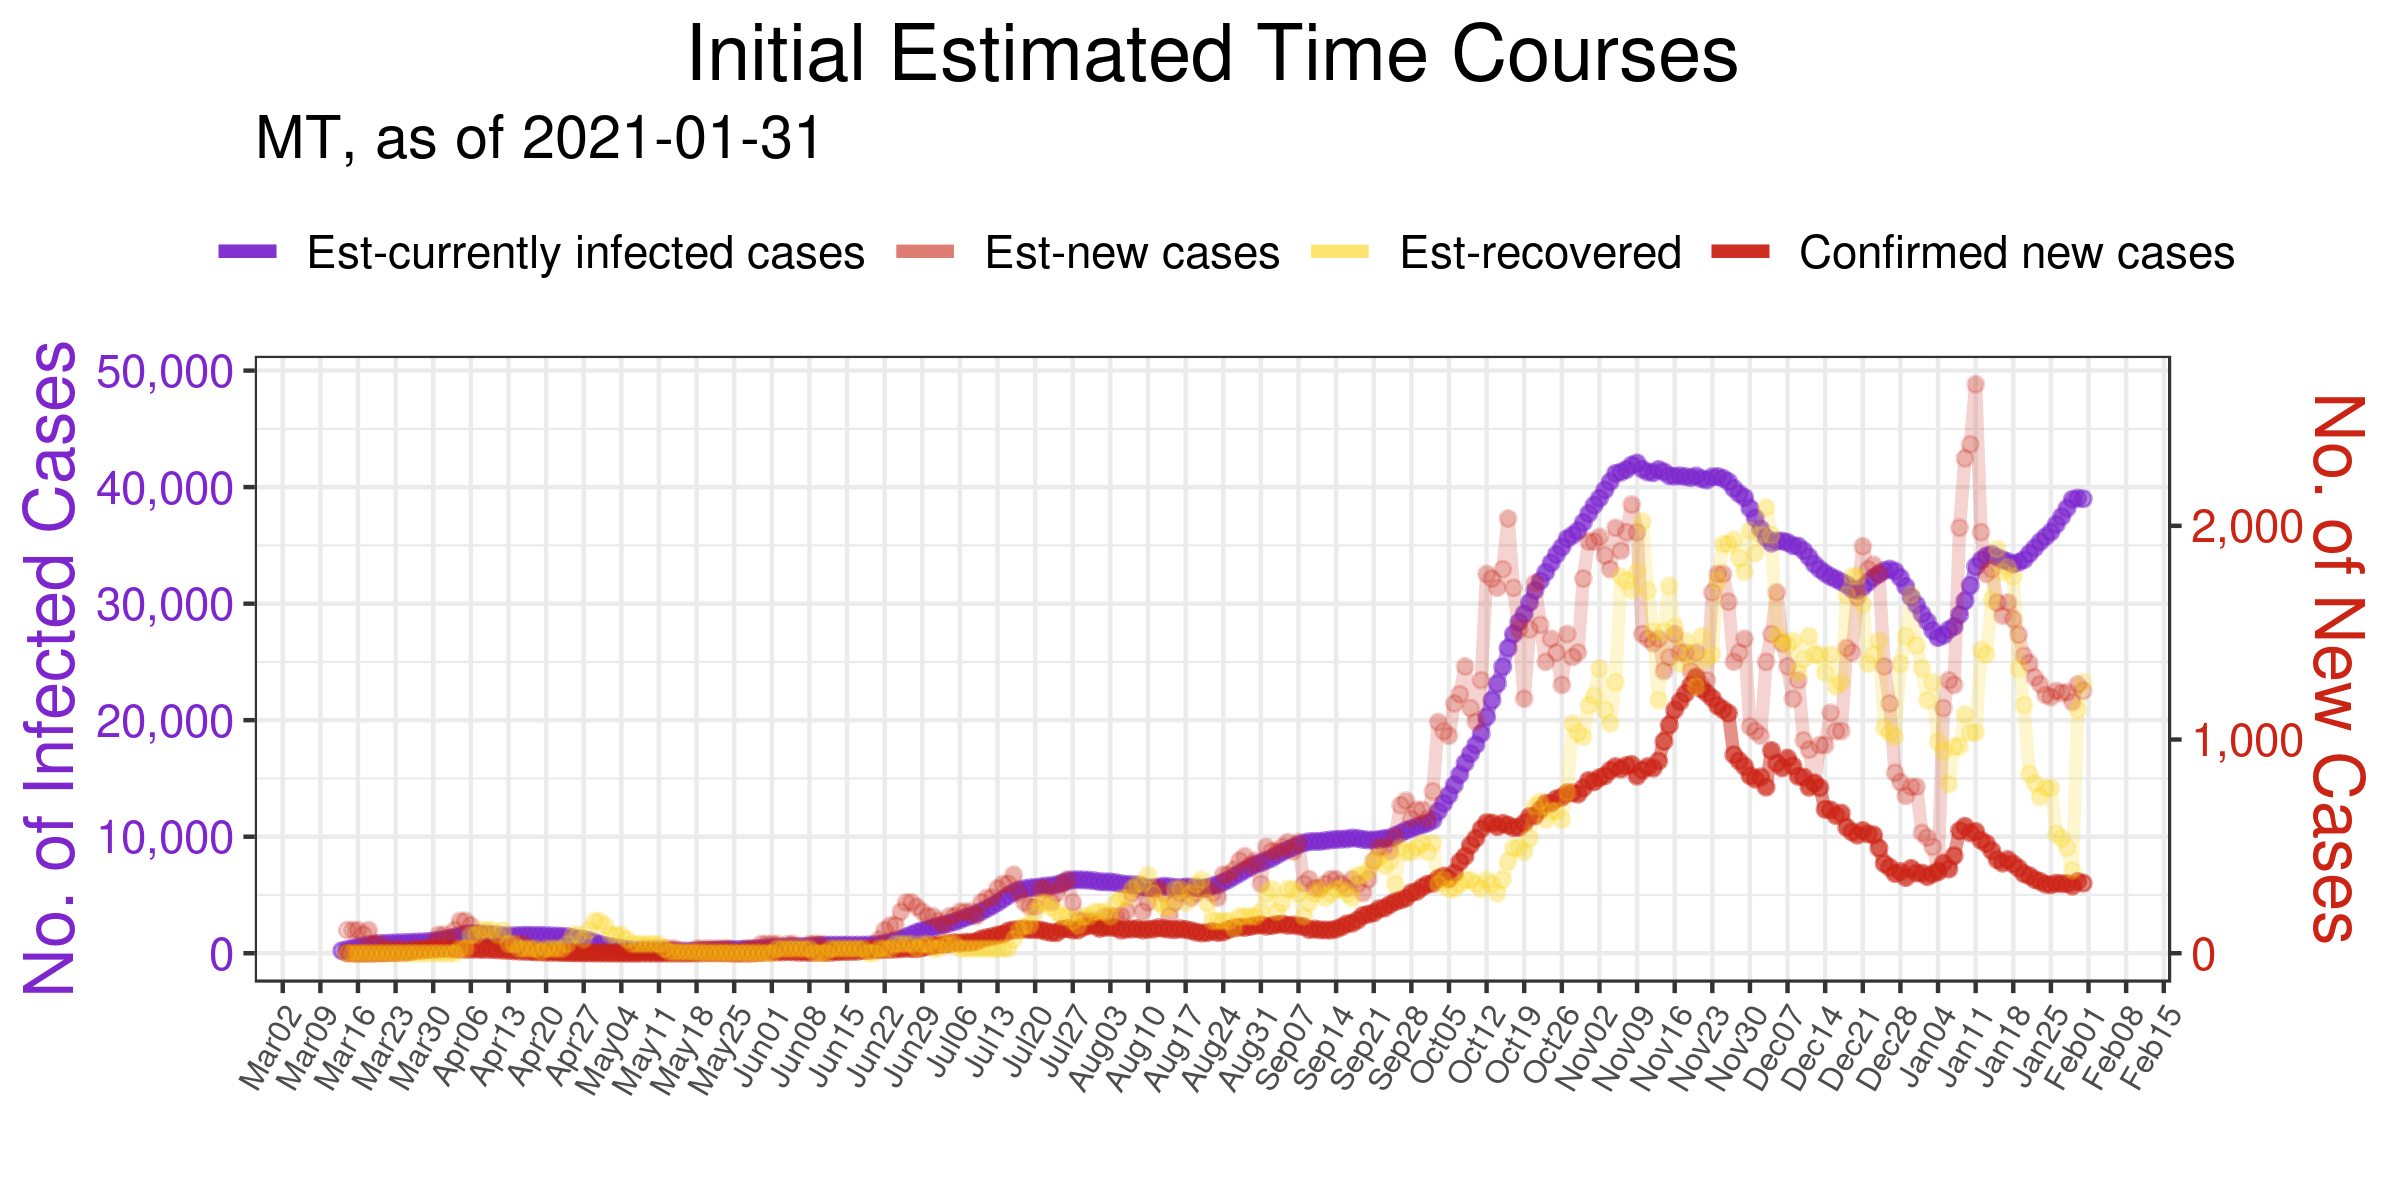 Initial Estimated Time Courses
MT, as of 2021-01-31
Est-currently infected cases
Est-new cases
Est-recovered
Confirmed new cases
No. of Infected Cases
50,000
40,000
30,000
20,000
10,000
0
2,000
1,000
0
No. of New Cases
Mar02
Mar09
Mar16
Mar23
Mar30
Apr06
Apr13
Apr20
Apr27
May04
May11
May18
May25
Jun01
Jun08
Jun15
Jun22
Jun29
Jul06
Jul13
Jul20
Jul27
Aug03
Aug10
Aug17
Aug24
Aug31
Sep07
Sep14
Sep21
Sep28
Oct05
Oct12
Oct19
Oct26
Nov02
Nov09
Nov16
Nov23
Nov30
Dec07
Dec14
Dec21
Dec28
Jan04
Jan11
Jan18
Jan25
Feb01
Feb08
Feb15